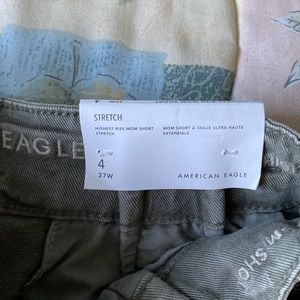 STRETCH
HIGHEST RISE MOM SHORT
STRETCH
MOM SHORT À TAILLE ULTRA-HAUTE
EXTENSIBLE
4
27W
AMERICAN EAGLE
EAGLE